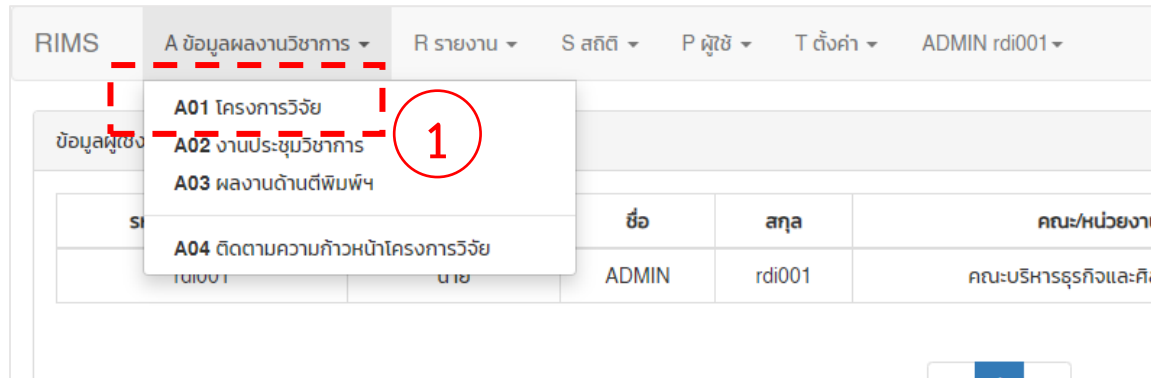 RIMS A ข้อมูลผลงานวิชาการ R รายงาน S สถิติ P ผู้ใช้ T ตั้งค่า ADMIN rdi001
A01 โครงการวิจัย
ข้อมูลผู้ใช้ง A02 งานประชุมวิชาการ 1
A03 ผลงานด้านตีพิมพ์ฯ
ชื่อ สกุล คณะ/หน่วยงาน
A04 ติดตามความก้าวหน้าโครงการวิจัย
rdi001 นาย ADMIN rdi001 คณะบริหารธุรกิจและศิล